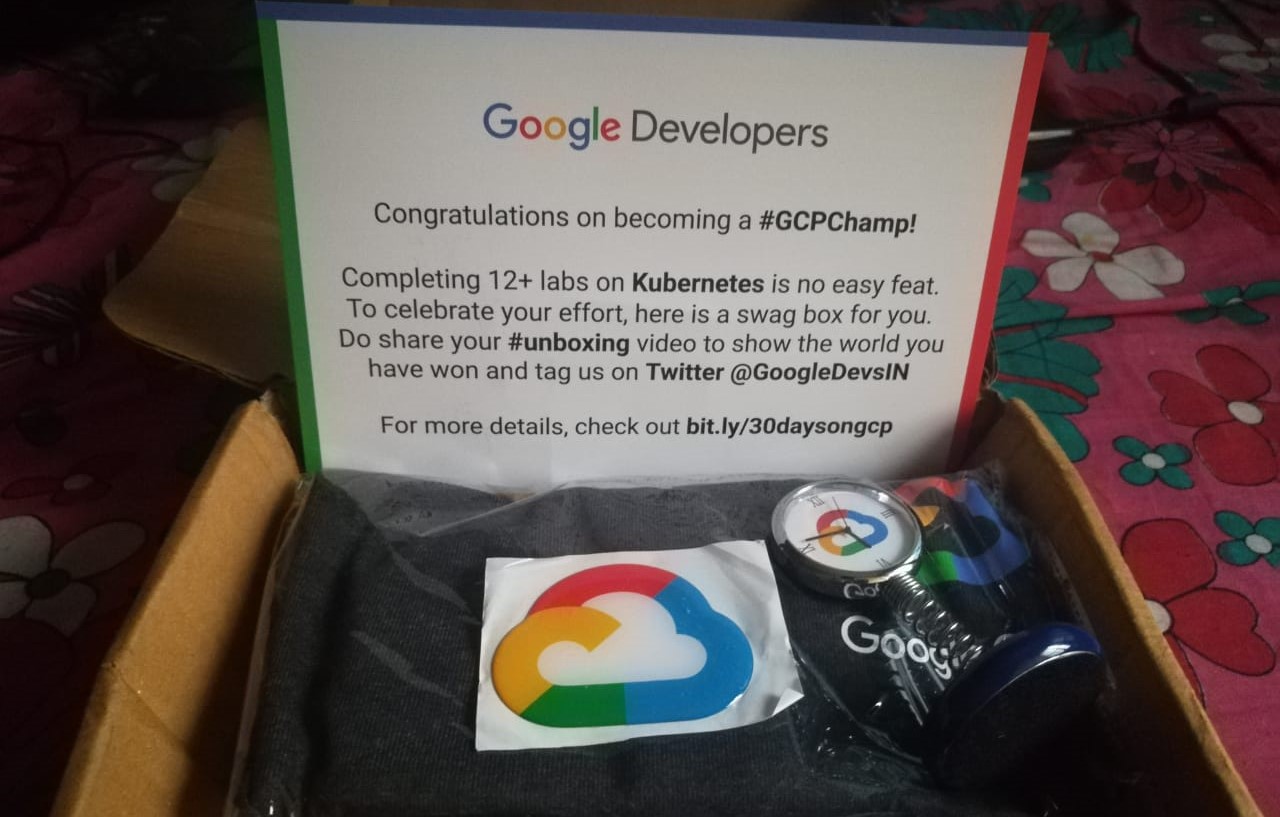 Google Developers
Congratulations on becoming a #GCPChamp!
Completing 12+ labs on Kubernetes is no easy feat.
To celebrate your effort, here is a swag box for you.
Do share your #unboxing video to show the world you
have won and tag us on Twitter @GoogleDevsIN
For more details, check out bit.ly/30daysongcp